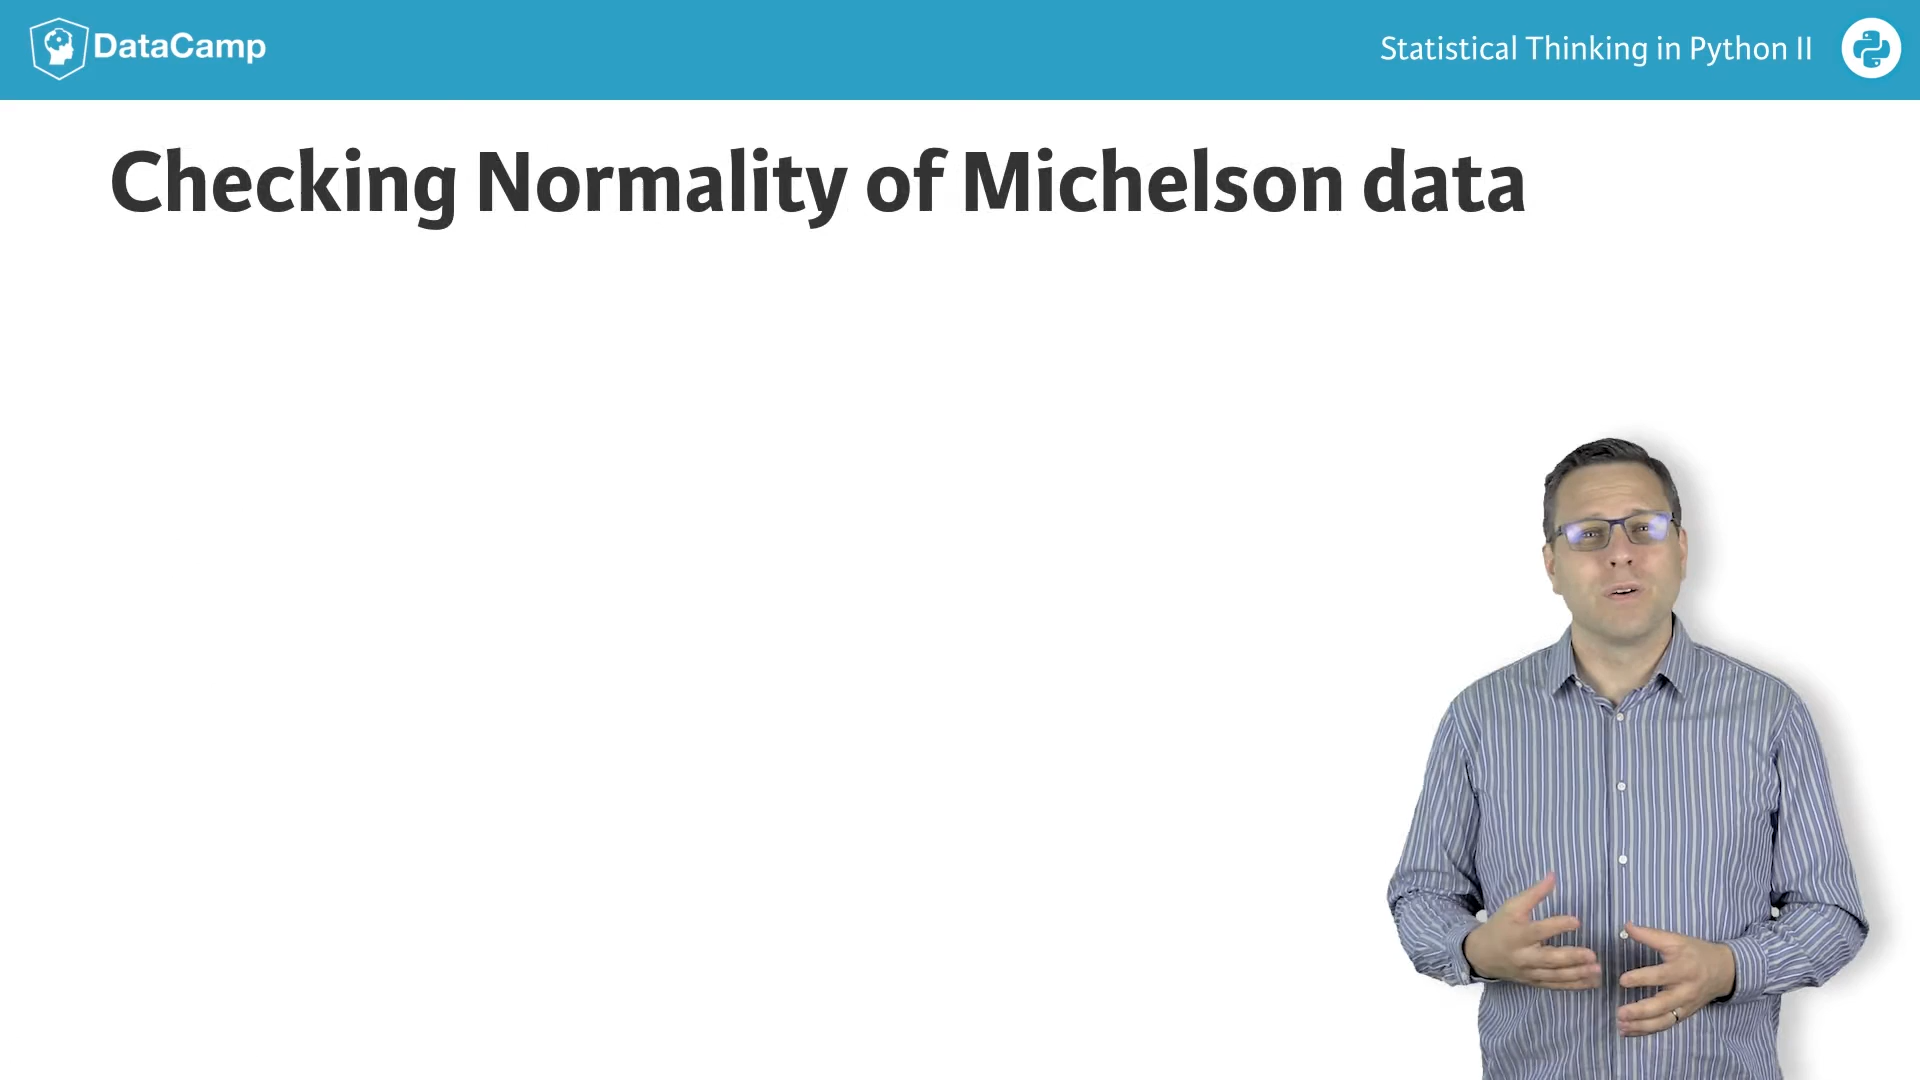 DataCamp
Statistical Thinking in Python II
Checking Normality of Michelson data